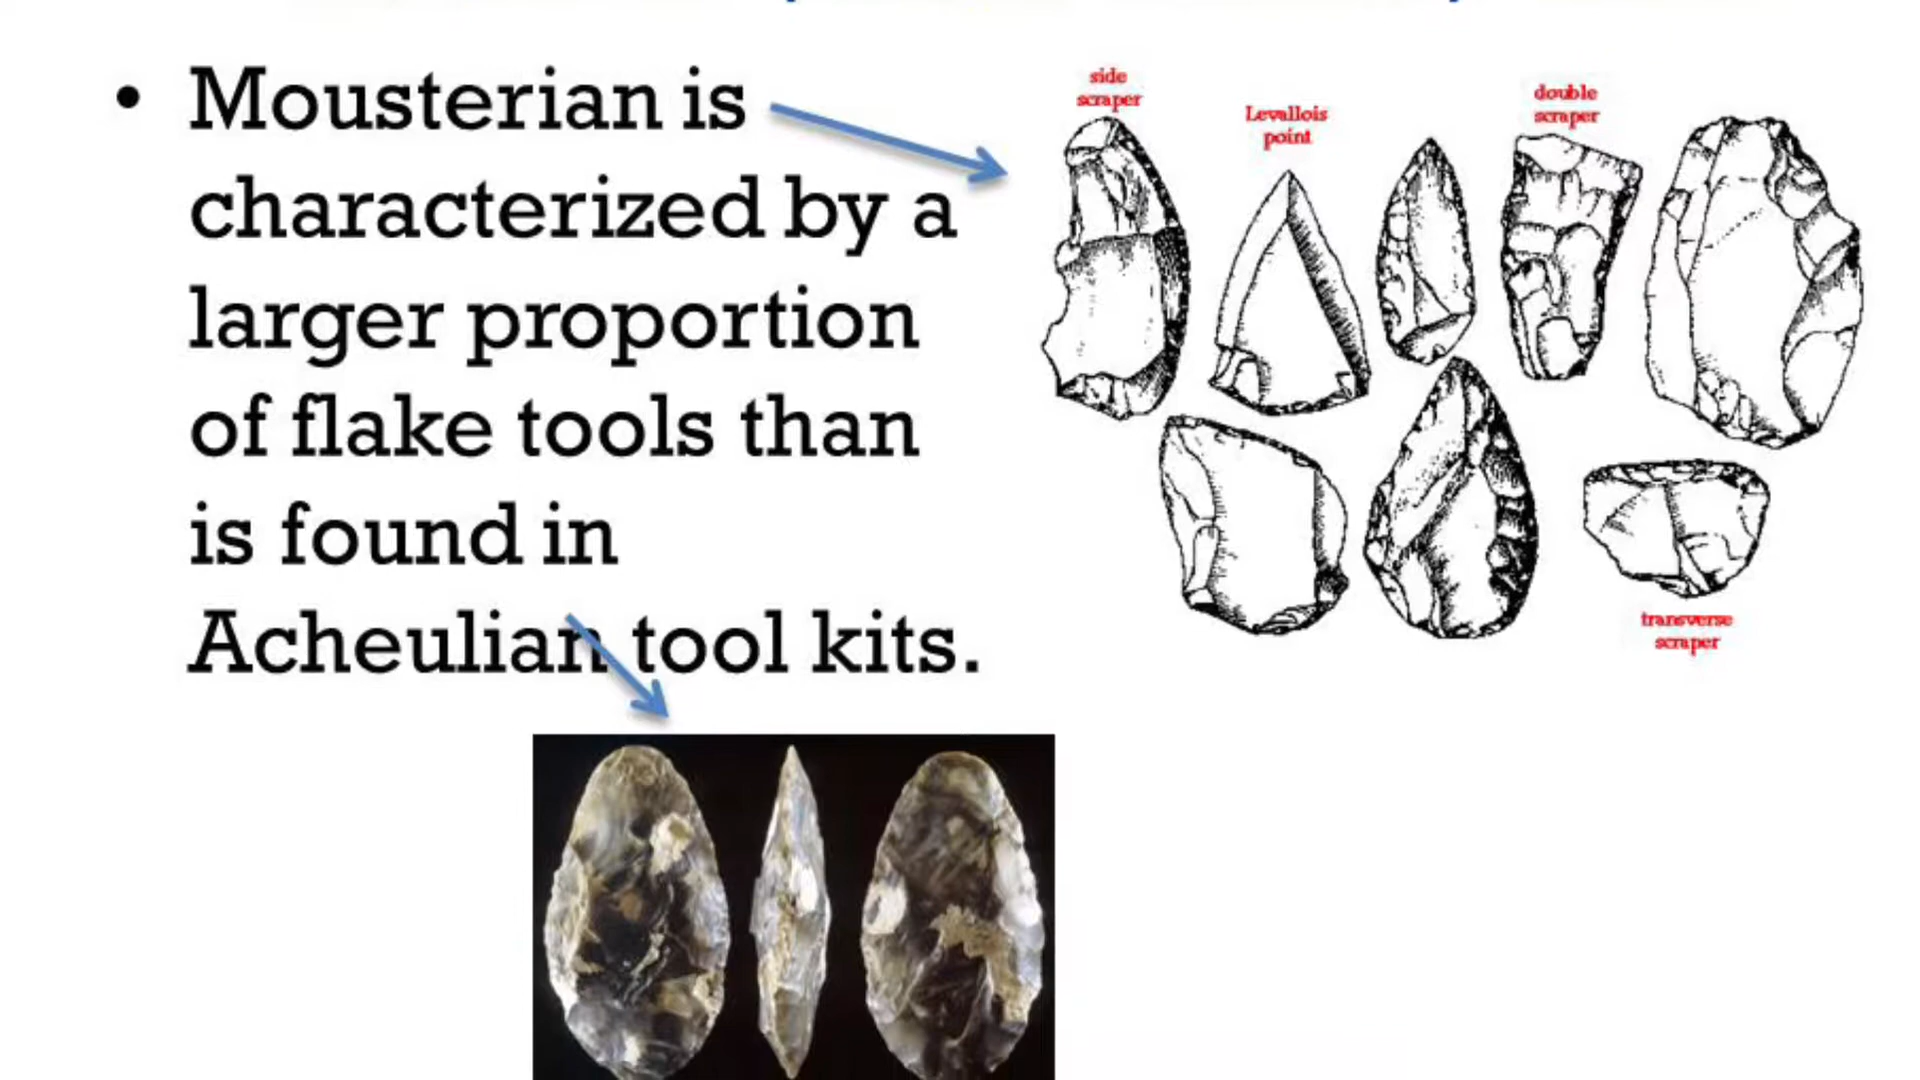 • Mousterian is
characterized by a
larger proportion
of flake tools than
is found in
Acheulian tool kits.
side
scraper
Levallois
point
double
scraper
transverse
scraper